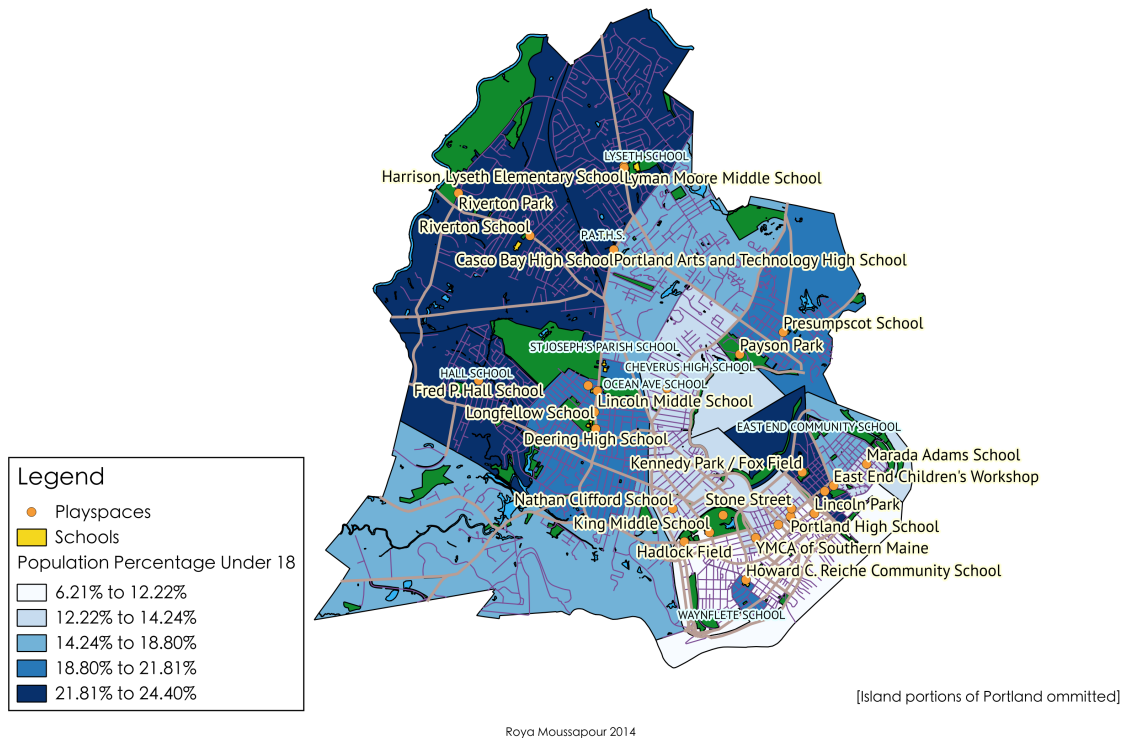 LYSETH SCHOOL
Harrison Lyseth Elementary School
Lyman Moore Middle School
Riverton Park
Riverton School
P.A.T.H.S.
Casco Bay High School
Portland Arts and Technology High School
Presumpscot School
Payson Park
ST JOSEPH'S PARISH SCHOOL
CHEVERUS HIGH SCHOOL
HALL SCHOOL
OCEAN AVE SCHOOL
Fred P. Hall School
Lincoln Middle School
Longfellow School
EAST END COMMUNITY SCHOOL
Deering High School
Marada Adams School
Kennedy Park / Fox Field
East End Children's Workshop
Nathan Clifford School
Stone Street
Lincoln Park
King Middle School
Portland High School
Hadlock Field
YMCA of Southern Maine
Howard C. Reiche Community School
WAYNFLETE SCHOOL
Legend
Playspaces
Schools
Population Percentage Under 18
6.21% to 12.22%
12.22% to 14.24%
14.24% to 18.80%
18.80% to 21.81%
21.81% to 24.40%
[Island portions of Portland ommitted]
Roya Moussapour 2014